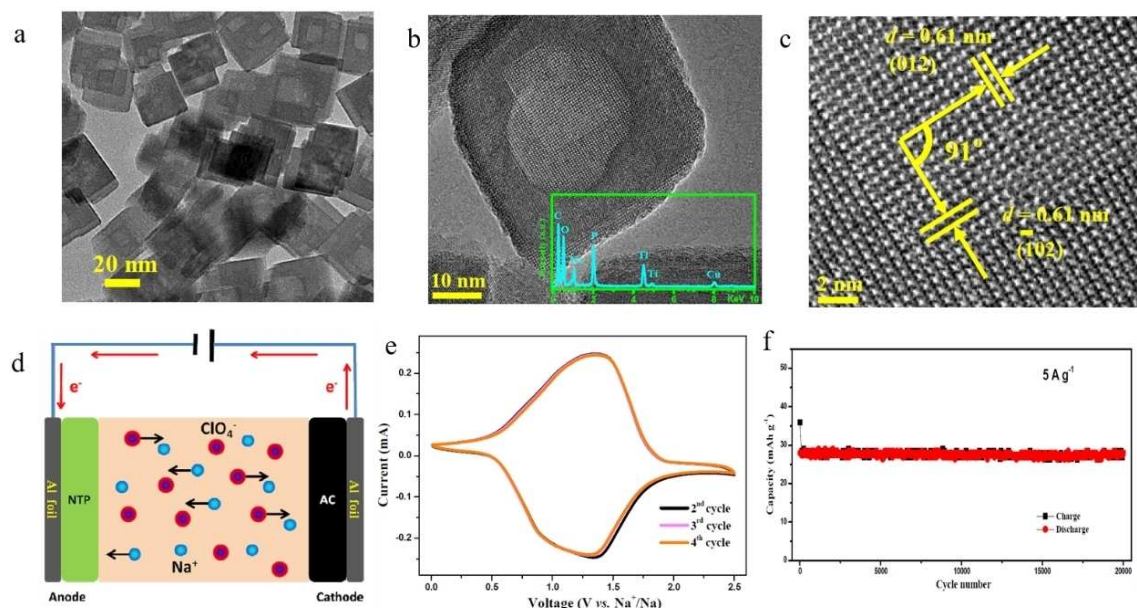 a
20 nm
b
C
O
P
Ti
Ti
Cu
KeV
10
10 nm
c
d = 0.61 nm
(012)
91°
d = 0.61 nm
(102)
2 nm
d
e-
e-
ClO4-
Al foil
NTP
AC
Al foil
Na+
Anode
Cathode
e
Current (mA)
0.2
0.1
0.0
-0.1
-0.2
2nd cycle
3rd cycle
4th cycle
0.0 0.5 1.0 1.5 2.0 2.5
Voltage (V vs. Na+/Na)
f
5 A g-1
Capacity (mAh g-1)
50
40
30
20
10
0
Charge
Discharge
0 5000 10000 15000 20000
Cycle number